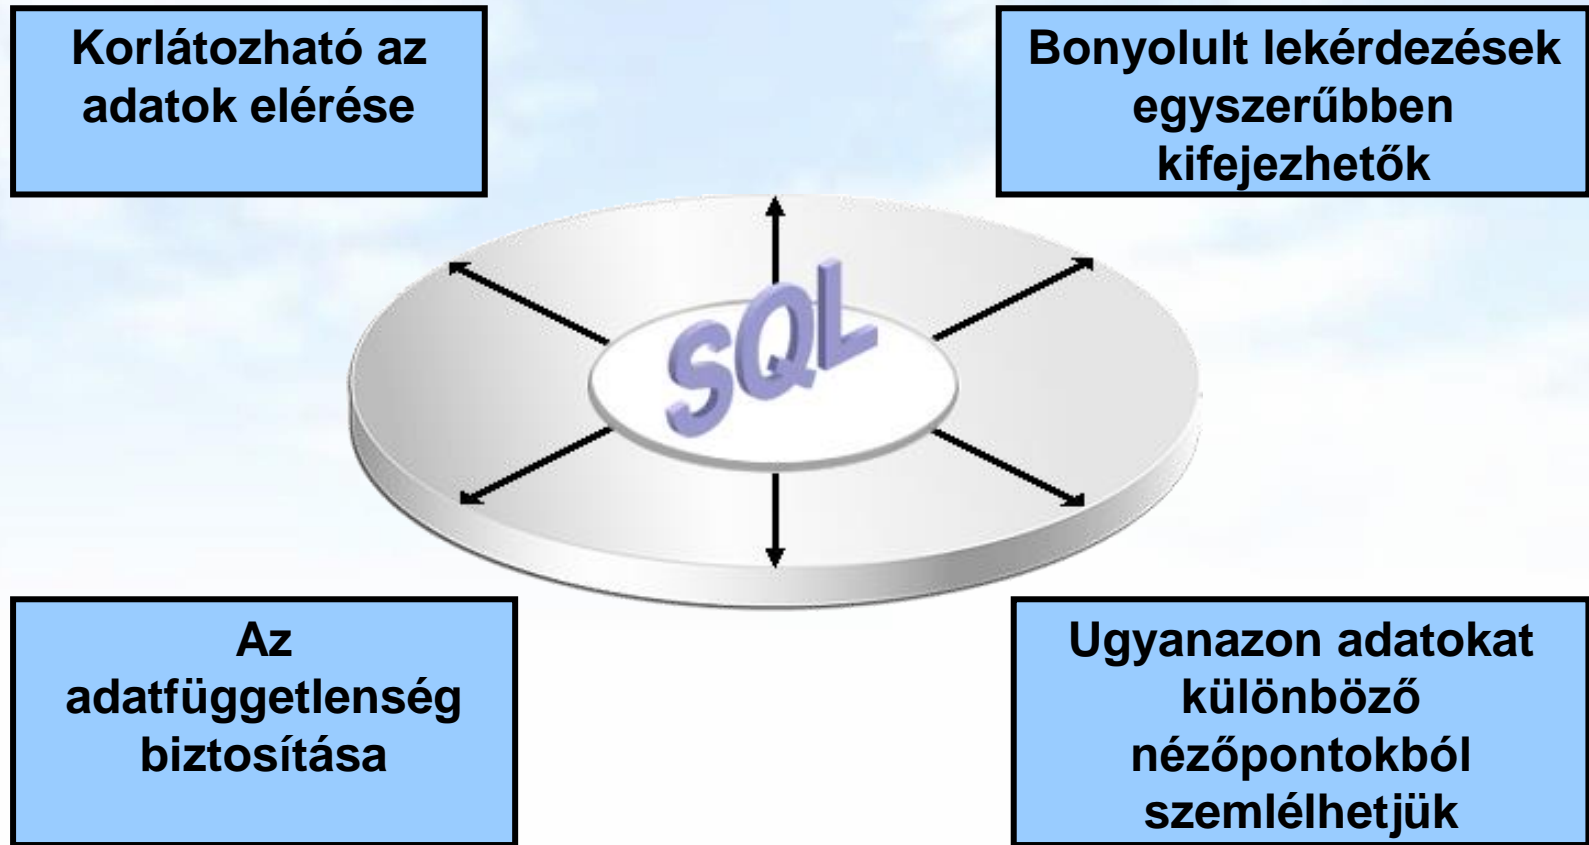 Korlátozható az
adatok elérése
Bonyolult lekérdezések
egyszerűbben
kifejezhetők
SQL
Az
adatfüggetlenség
biztosítása
Ugyanazon adatokat
különböző
nézőpontokból
szemlélhetjük